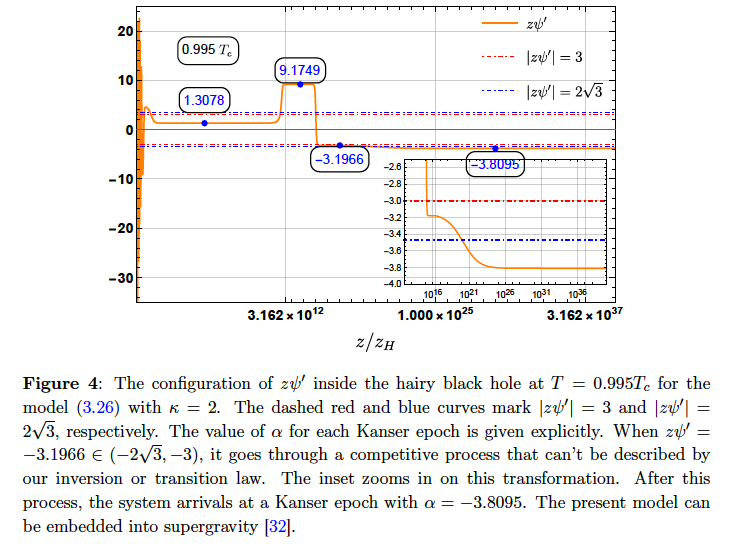 20
10
0
−10
−20
−30
0.995 T_c
1.3078
9.1749
−3.1966
−3.8095
zψ′
|zψ′| = 3
|zψ′| = 2√3
−2.6
−2.8
−3.0
−3.2
−3.4
−3.6
−3.8
−4.0
10^16 10^21 10^26 10^31 10^36
3.162 × 10^12 1.000 × 10^25 3.162 × 10^37
z/z_H
Figure 4: The configuration of zψ′ inside the hairy black hole at T = 0.995T_c for the
model (3.26) with κ = 2. The dashed red and blue curves mark |zψ′| = 3 and |zψ′| =
2√3, respectively. The value of α for each Kanser epoch is given explicitly. When zψ′ =
−3.1966 ∈ (−2√3, −3), it goes through a competitive process that can't be described by
our inversion or transition law. The inset zooms in on this transformation. After this
process, the system arrivals at a Kanser epoch with α = −3.8095. The present model can
be embedded into supergravity [32].